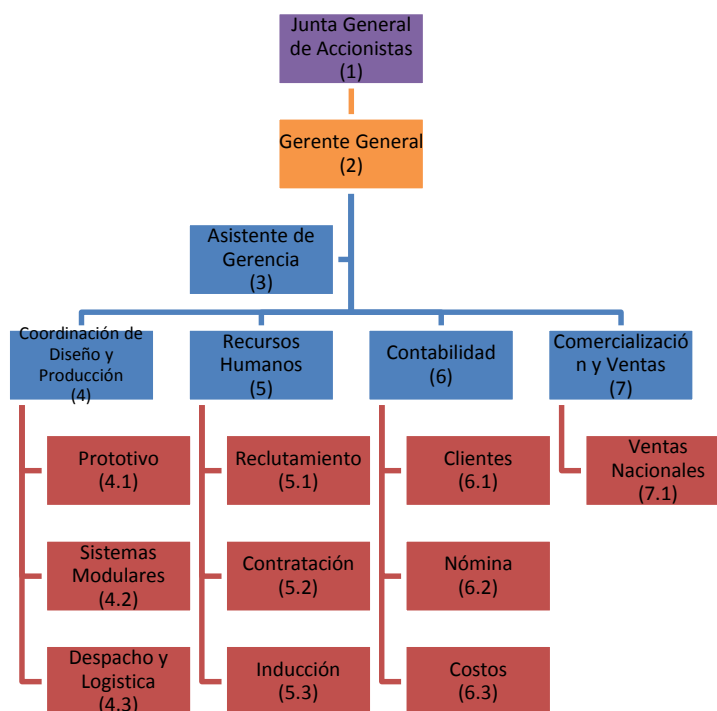 Junta General
de Accionistas
(1)
Gerente General
(2)
Asistente de
Gerencia
(3)
Coordinación de
Diseño y
Producción
(4)
Recursos
Humanos
(5)
Contabilidad
(6)
Comercializació
n y Ventas
(7)
Prototivo
(4.1)
Reclutamiento
(5.1)
Clientes
(6.1)
Ventas
Nacionales
(7.1)
Sistemas
Modulares
(4.2)
Contratación
(5.2)
Nómina
(6.2)
Despacho y
Logistica
(4.3)
Inducción
(5.3)
Costos
(6.3)